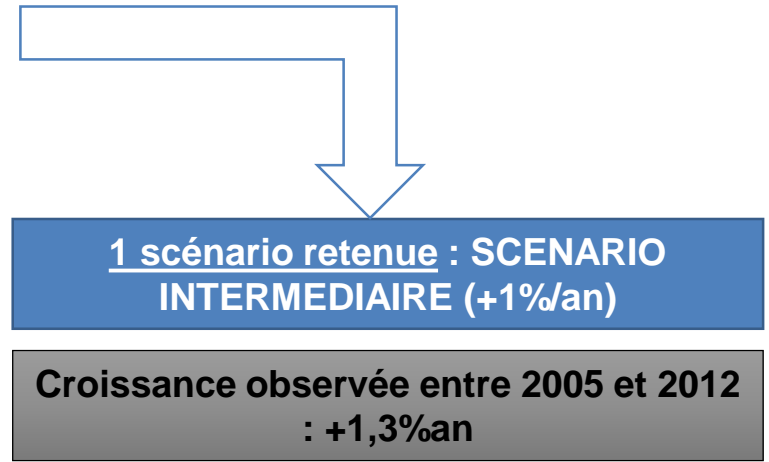 1 scénario retenue : SCENARIO
INTERMEDIAIRE (+1%/an)
Croissance observée entre 2005 et 2012
: +1,3%an